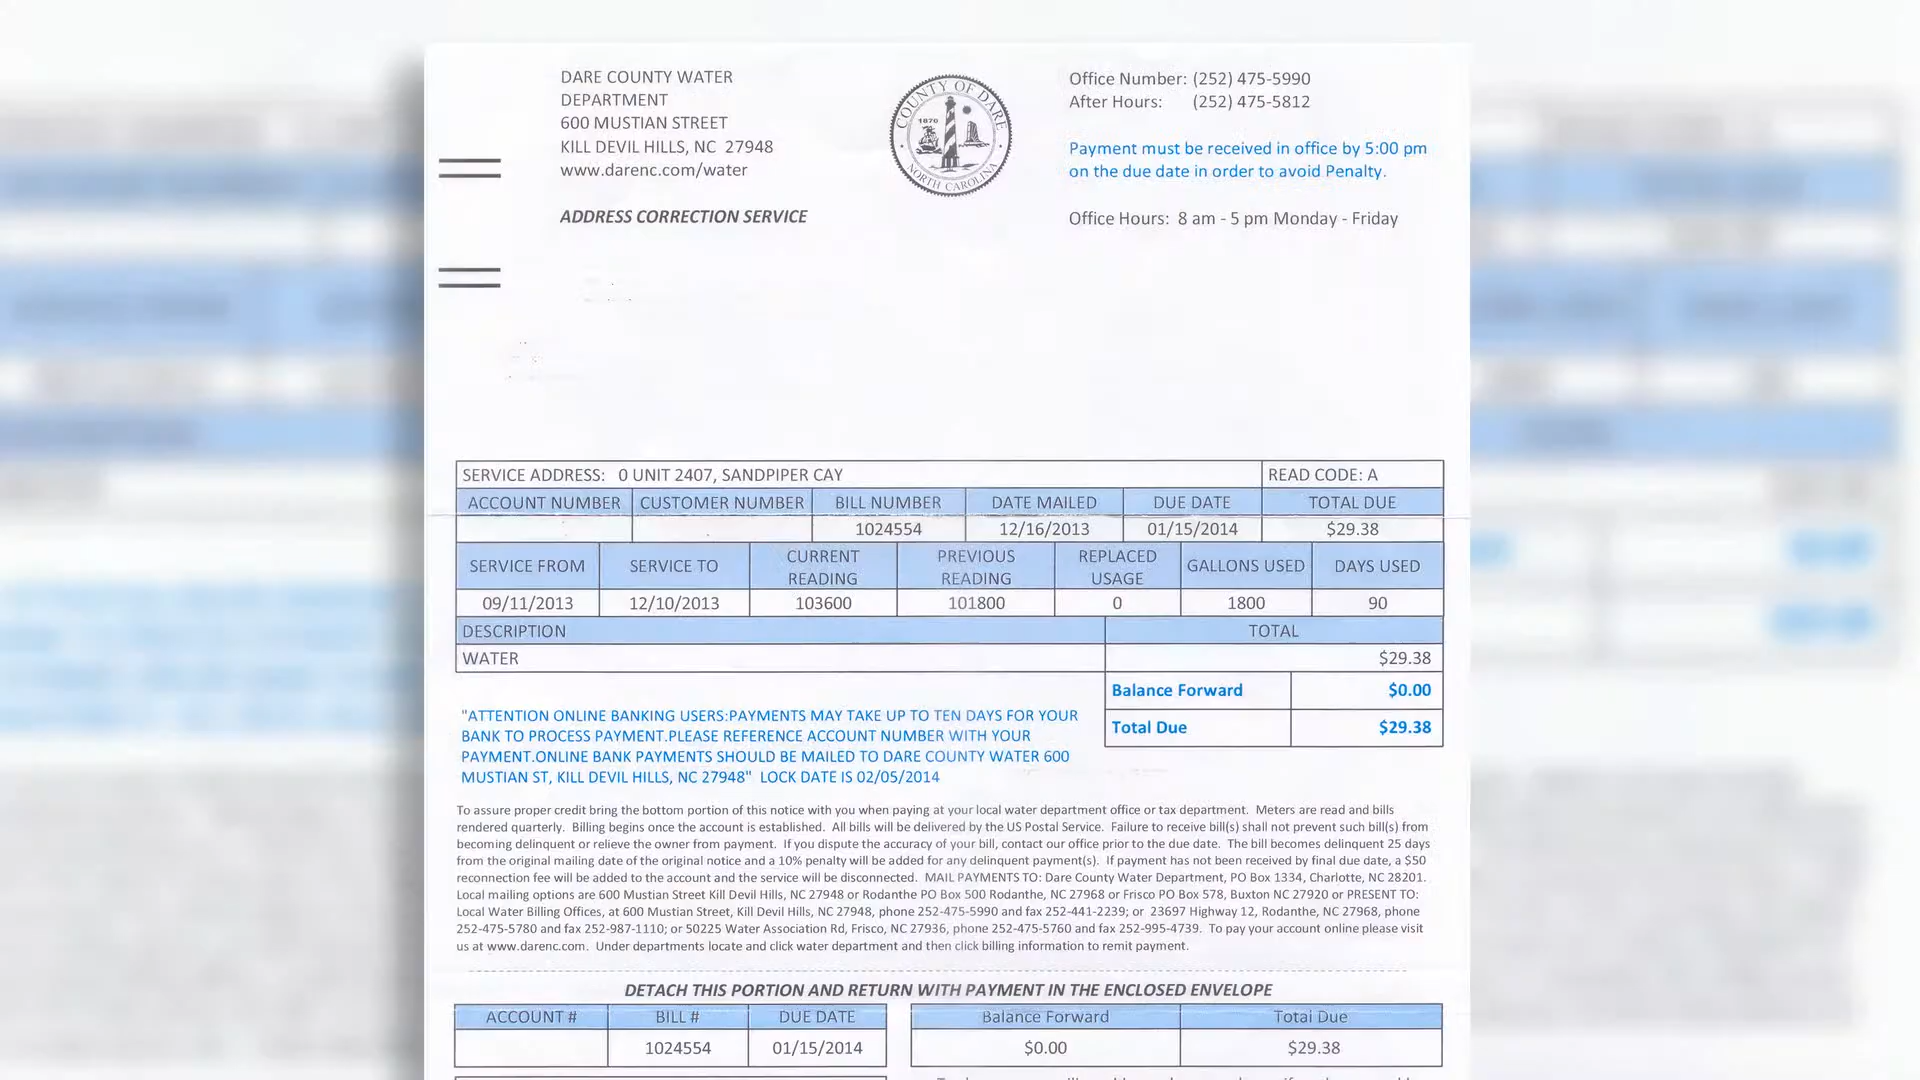 DARE COUNTY WATER
DEPARTMENT
600 MUSTIAN STREET
KILL DEVIL HILLS, NC 27948
www.darenc.com/water
ADDRESS CORRECTION SERVICE
COUNTY OF DARE
1870
NORTH CAROLINA
Office Number: (252) 475-5990
After Hours: (252) 475-5812
Payment must be received in office by 5:00 pm
on the due date in order to avoid Penalty.
Office Hours: 8 am - 5 pm Monday - Friday
SERVICE ADDRESS: 0 UNIT 2407, SANDPIPER CAY READ CODE: A
ACCOUNT NUMBER CUSTOMER NUMBER BILL NUMBER DATE MAILED DUE DATE TOTAL DUE
1024554 12/16/2013 01/15/2014 $29.38
SERVICE FROM SERVICE TO CURRENT READING PREVIOUS READING REPLACED USAGE GALLONS USED DAYS USED
09/11/2013 12/10/2013 103600 101800 0 1800 90
DESCRIPTION TOTAL
WATER $29.38
Balance Forward $0.00
Total Due $29.38
"ATTENTION ONLINE BANKING USERS:PAYMENTS MAY TAKE UP TO TEN DAYS FOR YOUR
BANK TO PROCESS PAYMENT.PLEASE REFERENCE ACCOUNT NUMBER WITH YOUR
PAYMENT.ONLINE BANK PAYMENTS SHOULD BE MAILED TO DARE COUNTY WATER 600
MUSTIAN ST, KILL DEVIL HILLS, NC 27948" LOCK DATE IS 02/05/2014
To assure proper credit bring the bottom portion of this notice with you when paying at your local water department office or tax department. Meters are read and bills
rendered quarterly. Billing begins once the account is established. All bills will be delivered by the US Postal Service. Failure to receive bill(s) shall not prevent such bill(s) from
becoming delinquent or relieve the owner from payment. If you dispute the accuracy of your bill, contact our office prior to the due date. The bill becomes delinquent 25 days
from the original mailing date of the original notice and a 10% penalty will be added for any delinquent payment(s). If payment has not been received by final due date, a $50
reconnection fee will be added to the account and the service will be disconnected. MAIL PAYMENTS TO: Dare County Water Department, PO Box 1334, Charlotte, NC 28201.
Local mailing options are 600 Mustian Street Kill Devil Hills, NC 27948 or Rodanthe PO Box 500 Rodanthe, NC 27968 or Frisco PO Box 578, Buxton NC 27920 or PRESENT TO:
Local Water Billing Offices, at 600 Mustian Street, Kill Devil Hills, NC 27948, phone 252-475-5990 and fax 252-441-2239; or 23697 Highway 12, Rodanthe, NC 27968, phone
252-475-5780 and fax 252-987-1110; or 50225 Water Association Rd, Frisco, NC 27936, phone 252-475-5760 and fax 252-995-4739. To pay your account online please visit
us at www.darenc.com. Under departments locate and click water department and then click billing information to remit payment.
DETACH THIS PORTION AND RETURN WITH PAYMENT IN THE ENCLOSED ENVELOPE
ACCOUNT # BILL # DUE DATE Balance Forward Total Due
1024554 01/15/2014 $0.00 $29.38